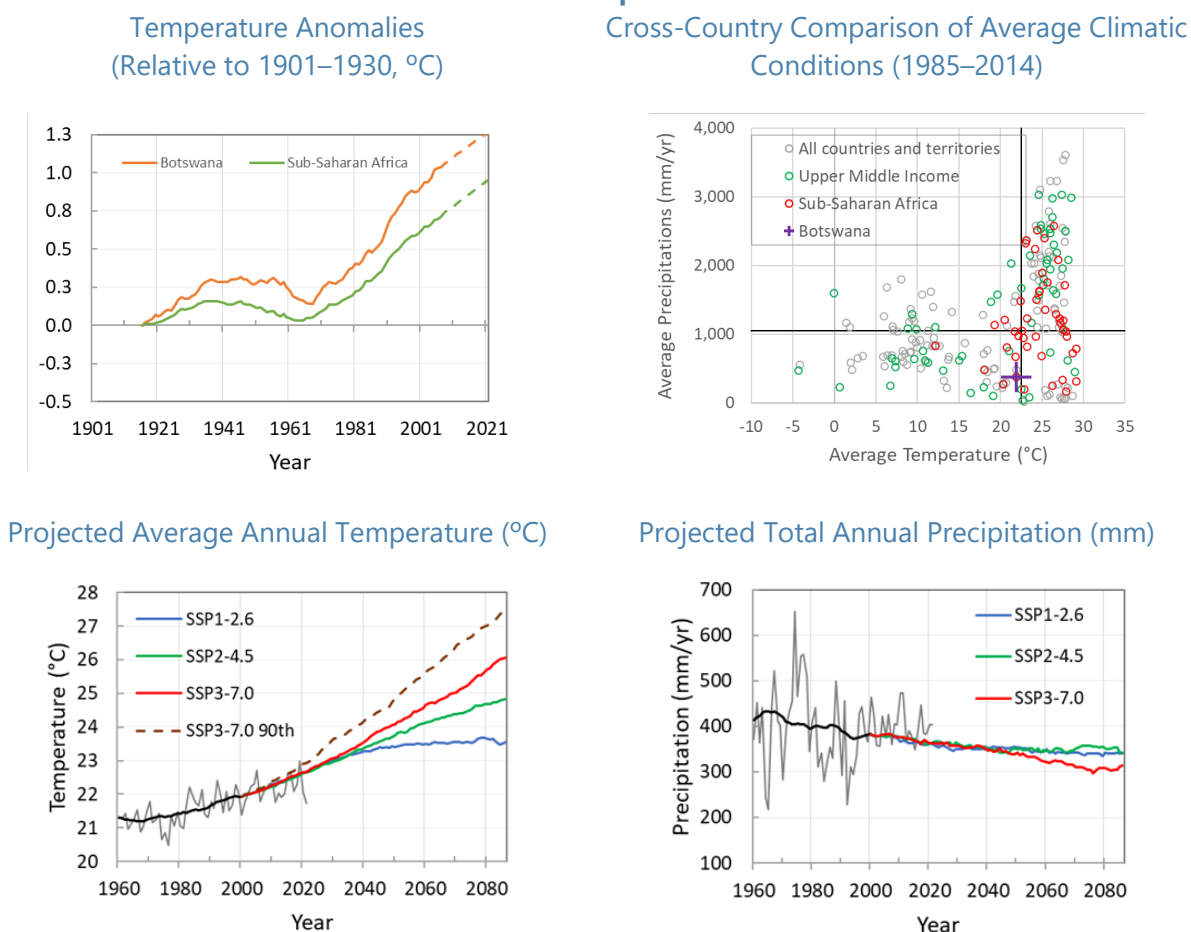 Temperature Anomalies
(Relative to 1901–1930, ºC)
1.3
1.0
0.8
0.5
0.3
0.0
-0.3
-0.5
Botswana
Sub-Saharan Africa
1901 1921 1941 1961 1981 2001 2021
Year
Cross-Country Comparison of Average Climatic
Conditions (1985–2014)
Average Precipitations (mm/yr)
4,000
3,000
2,000
1,000
0
All countries and territories
Upper Middle Income
Sub-Saharan Africa
Botswana
-10 -5 0 5 10 15 20 25 30 35
Average Temperature (°C)
Projected Average Annual Temperature (ºC)
Temperature (°C)
28
27
26
25
24
23
22
21
20
SSP1-2.6
SSP2-4.5
SSP3-7.0
SSP3-7.0 90th
1960 1980 2000 2020 2040 2060 2080
Year
Projected Total Annual Precipitation (mm)
Precipitation (mm/yr)
700
600
500
400
300
200
100
SSP1-2.6
SSP2-4.5
SSP3-7.0
1960 1980 2000 2020 2040 2060 2080
Year